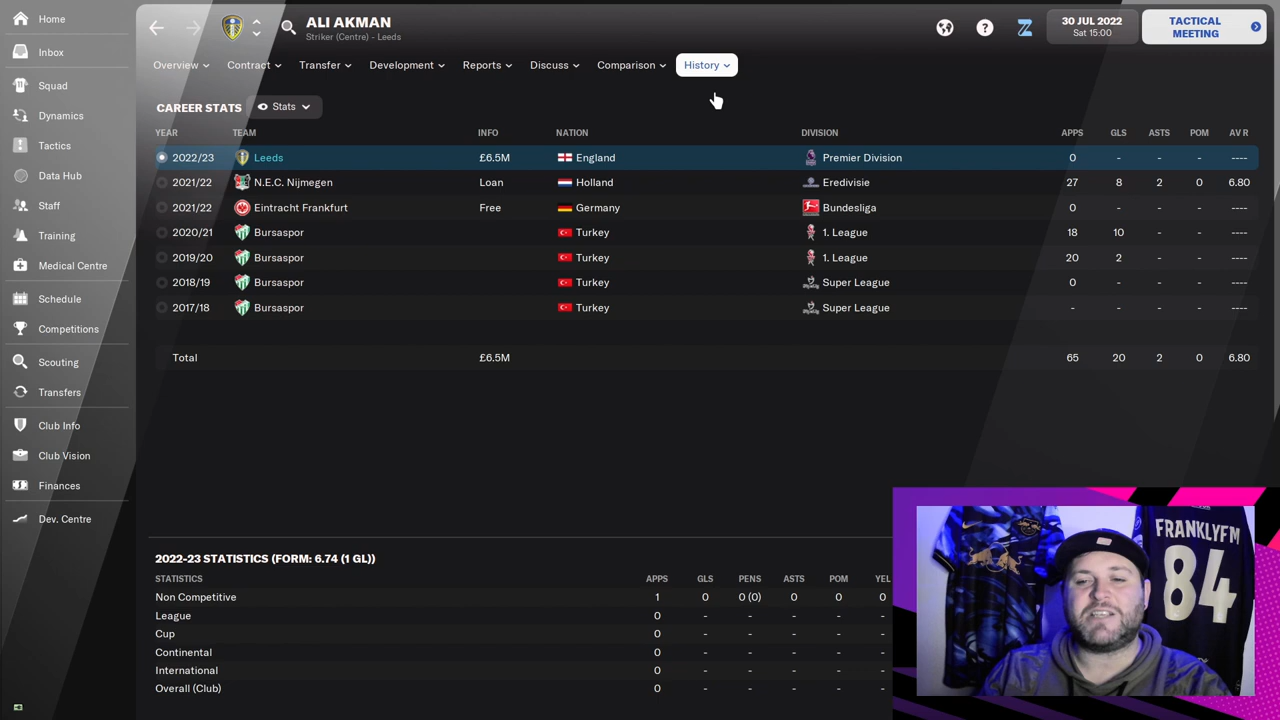 Home
Inbox
Squad
Dynamics
Tactics
Data Hub
Staff
Training
Medical Centre
Schedule
Competitions
Scouting
Transfers
Club Info
Club Vision
Finances
Dev. Centre
ALI AKMAN
Striker (Centre) - Leeds
30 JUL 2022
Sat 15:00
TACTICAL
MEETING
Overview Contract Transfer Development Reports Discuss Comparison History
CAREER STATS Stats
YEAR TEAM INFO NATION DIVISION APPS GLS ASTS POM AV R
2022/23 Leeds £6.5M England Premier Division 0 - - - ----
2021/22 N.E.C. Nijmegen Loan Holland Eredivisie 27 8 2 0 6.80
2021/22 Eintracht Frankfurt Free Germany Bundesliga 0 - - - ----
2020/21 Bursaspor Turkey 1. League 18 10 - - ----
2019/20 Bursaspor Turkey 1. League 20 2 - - ----
2018/19 Bursaspor Turkey Super League 0 - - - ----
2017/18 Bursaspor Turkey Super League - - - - ----
Total £6.5M 65 20 2 0 6.80
2022-23 STATISTICS (FORM: 6.74 (1 GL))
STATISTICS APPS GLS PENS ASTS POM YEL
Non Competitive 1 0 0 (0) 0 0 0
League 0 - - - - -
Cup 0 - - - - -
Continental 0 - - - - -
International 0 - - - - -
Overall (Club) 0 - - - - -
FRANKLYFM
84